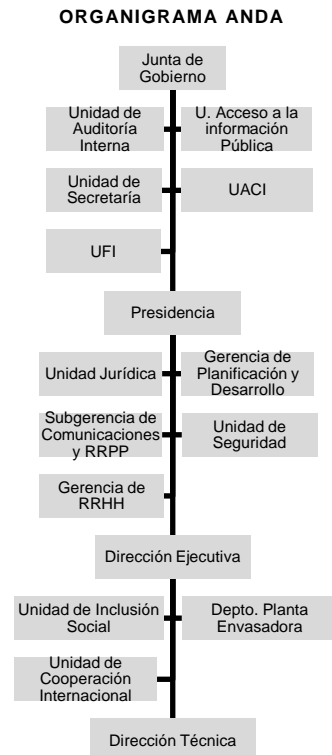 ORGANIGRAMA ANDA
Junta de
Gobierno
Unidad de
Auditoría
Interna
U. Acceso a la
información
Pública
Unidad de
Secretaría
UACI
UFI
Presidencia
Unidad Jurídica
Gerencia de
Planificación y
Desarrollo
Subgerencia de
Comunicaciones
y RRPP
Unidad de
Seguridad
Gerencia de
RRHH
Dirección Ejecutiva
Unidad de Inclusión
Social
Depto. Planta
Envasadora
Unidad de
Cooperación
Internacional
Dirección Técnica